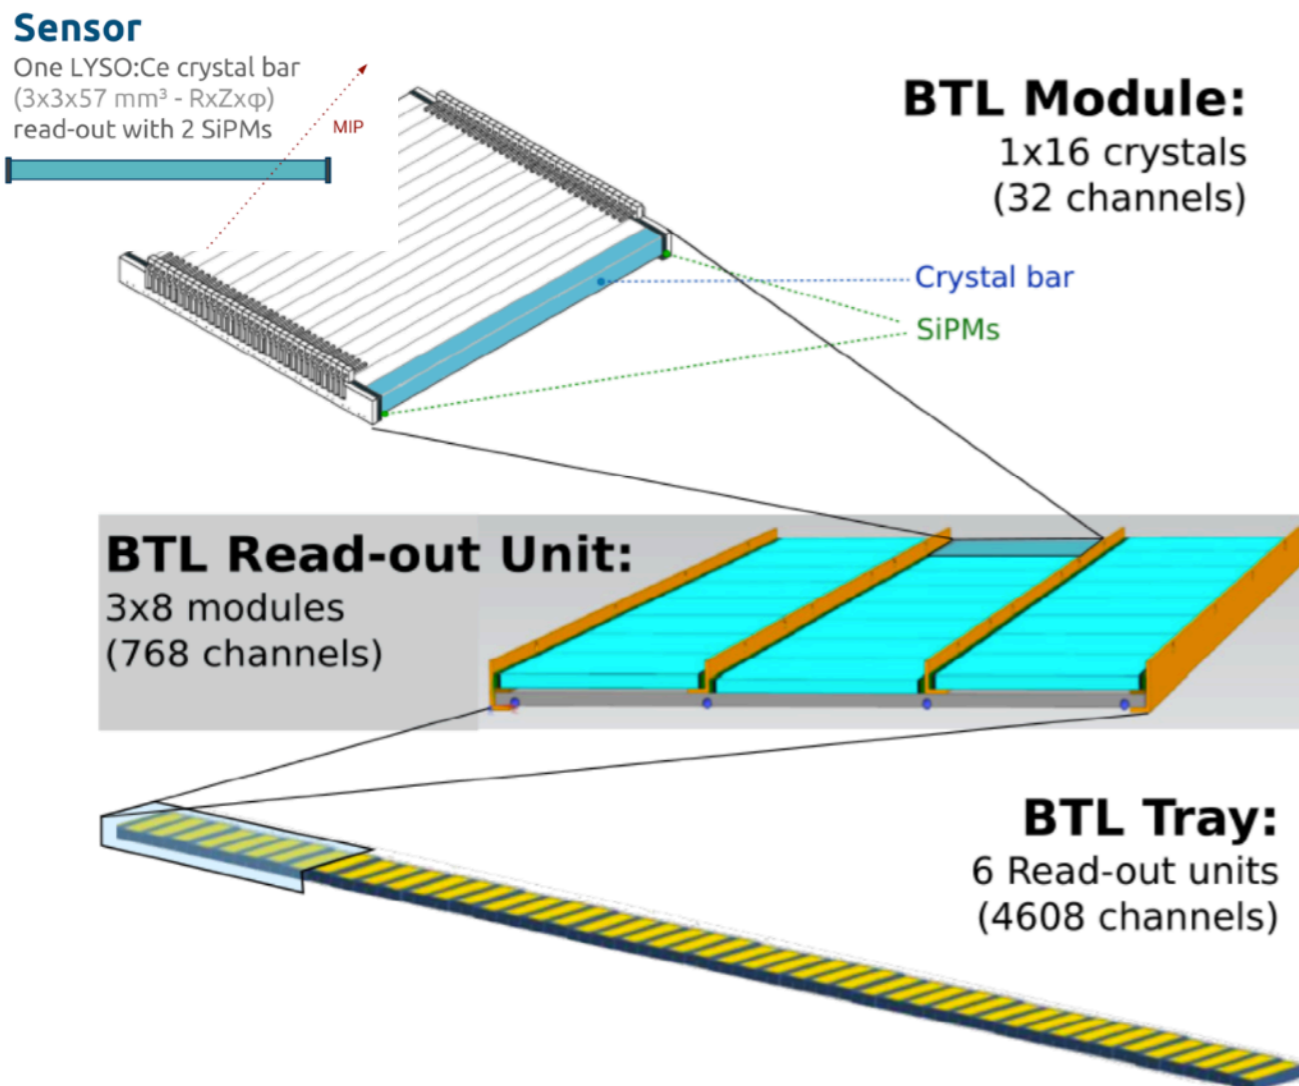 Sensor
One LYSO:Ce crystal bar
(3x3x57 mm³ - RxZxφ)
read-out with 2 SiPMs
MIP
BTL Module:
1x16 crystals
(32 channels)
Crystal bar
SiPMs
BTL Read-out Unit:
3x8 modules
(768 channels)
BTL Tray:
6 Read-out units
(4608 channels)